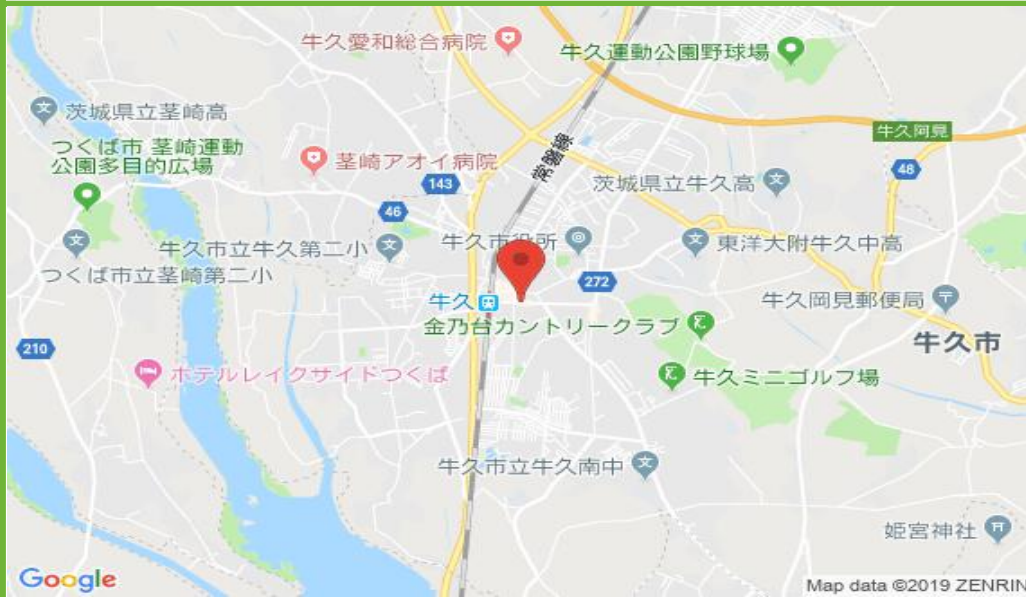 牛久愛和総合病院
牛久運動公園野球場
茨城県立茎崎高
つくば市 茎崎運動
公園多目的広場
茎崎アオイ病院
常磐線
牛久阿見
48
143
茨城県立牛久高
46
牛久市役所
東洋大附牛久中高
牛久市立牛久第二小
つくば市立茎崎第二小
272
牛久
牛久岡見郵便局
金乃台カントリークラブ
牛久市
210
ホテルレイクサイドつくば
牛久ミニゴルフ場
牛久市立牛久南中
姫宮神社
Google
Map data ©2019 ZENRIN